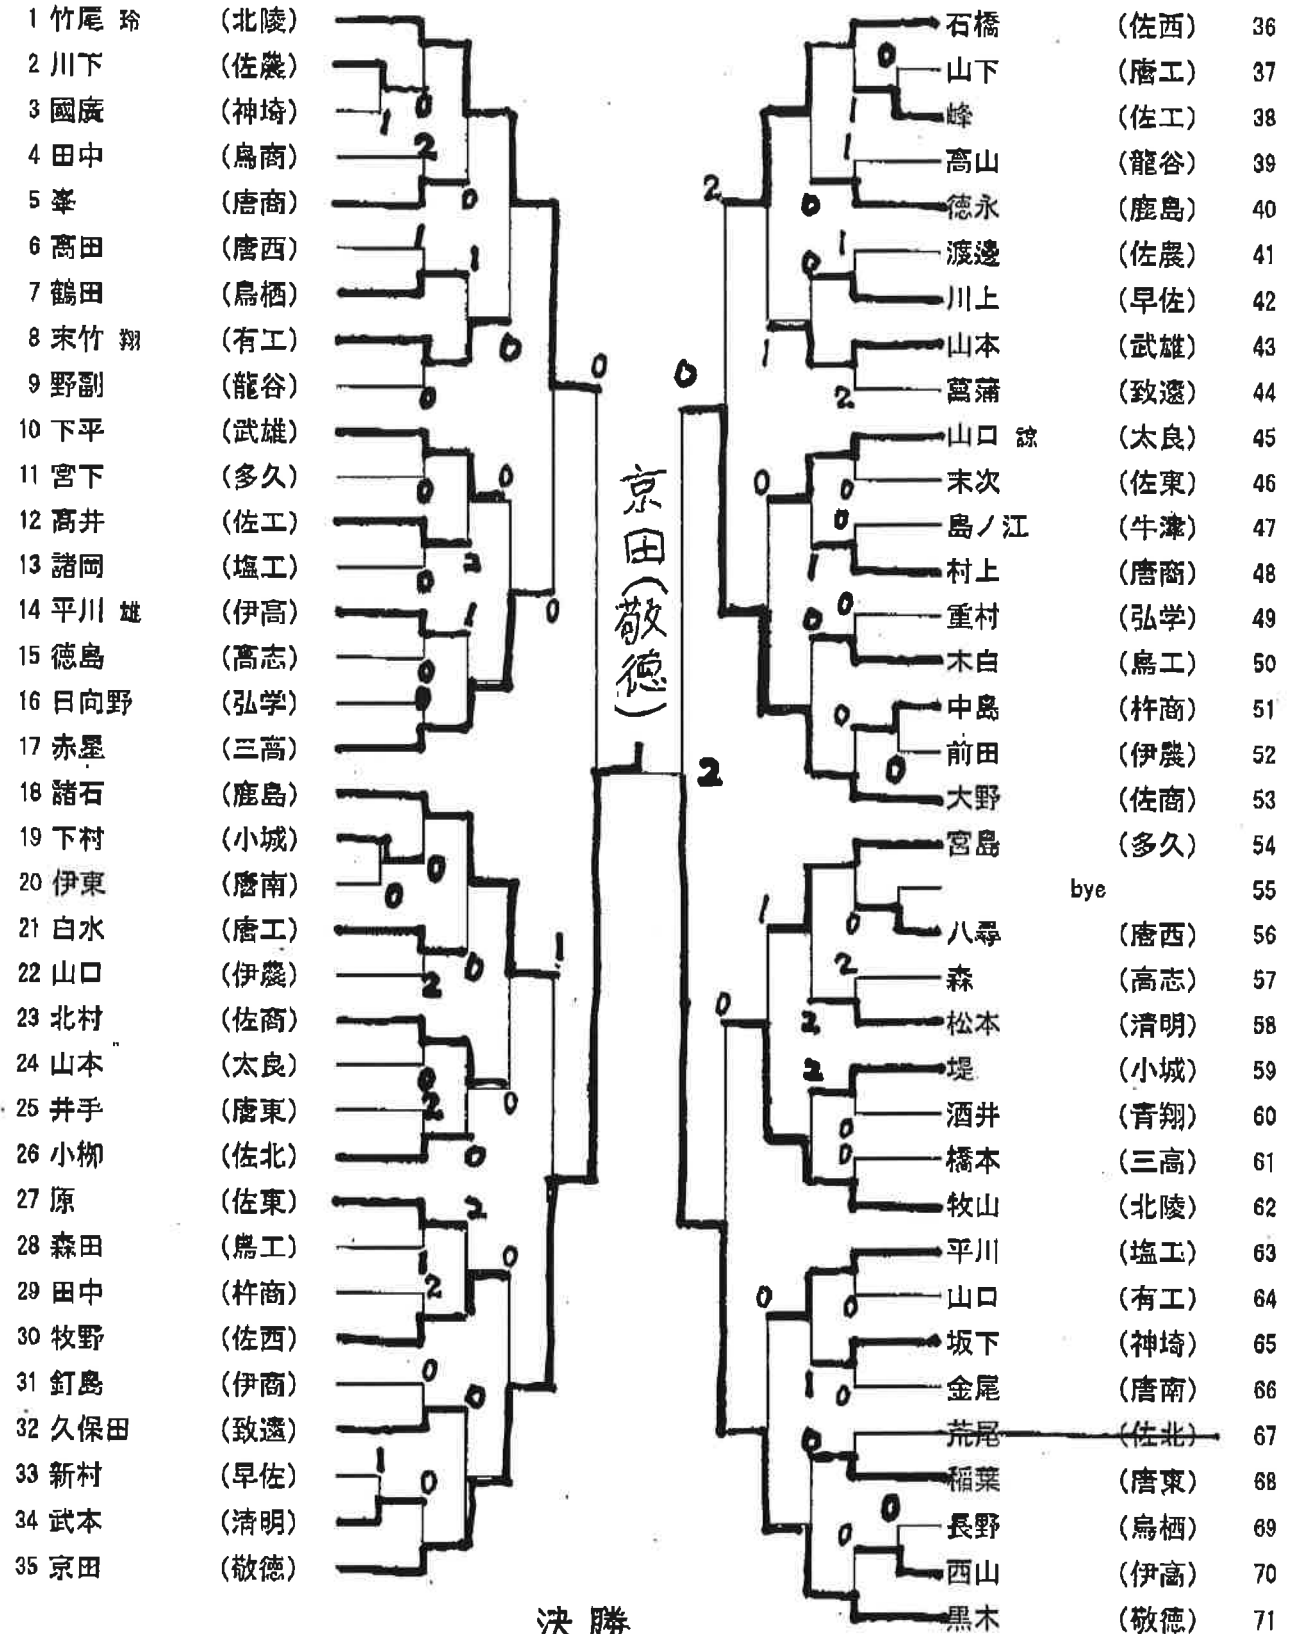 1 竹尾 玲 (北陵)
2 川下 (佐農)
3 國廣 (神埼)
4 田中 (鳥商)
5 峯 (唐商)
6 髙田 (唐西)
7 鶴田 (鳥栖)
8 末竹 翔 (有工)
9 野副 (龍谷)
10 下平 (武雄)
11 宮下 (多久)
12 髙井 (佐工)
13 諸岡 (塩工)
14 平川 雄 (伊高)
15 徳島 (高志)
16 日向野 (弘学)
17 赤星 (三高)
18 諸石 (鹿島)
19 下村 (小城)
20 伊東 (唐南)
21 白水 (唐工)
22 山口 (伊農)
23 北村 (佐商)
24 山本 (太良)
25 井手 (唐東)
26 小栁 (佐北)
27 原 (佐東)
28 森田 (鳥工)
29 田中 (杵商)
30 牧野 (佐西)
31 釘島 (伊商)
32 久保田 (致遠)
33 新村 (早佐)
34 武本 (清明)
35 京田 (敬徳)
京田(敬徳)
1
2
決勝
石橋 (佐西) 36
山下 (唐工) 37
峰 (佐工) 38
高山 (龍谷) 39
徳永 (鹿島) 40
渡邊 (佐農) 41
川上 (早佐) 42
山本 (武雄) 43
菖蒲 (致遠) 44
山口 諒 (太良) 45
末次 (佐東) 46
島ノ江 (牛津) 47
村上 (唐商) 48
重村 (弘学) 49
木白 (鳥工) 50
中島 (杵商) 51
前田 (伊農) 52
大野 (佐商) 53
宮島 (多久) 54
bye 55
八尋 (唐西) 56
森 (高志) 57
松本 (清明) 58
堤 (小城) 59
酒井 (青翔) 60
橋本 (三高) 61
牧山 (北陵) 62
平川 (塩工) 63
山口 (有工) 64
坂下 (神埼) 65
金尾 (唐南) 66
荒尾 (佐北) 67
稲葉 (唐東) 68
長野 (鳥栖) 69
西山 (伊高) 70
黒木 (敬徳) 71